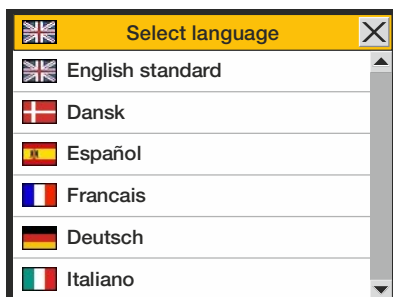 Select language
English standard
Dansk
Español
Francais
Deutsch
Italiano